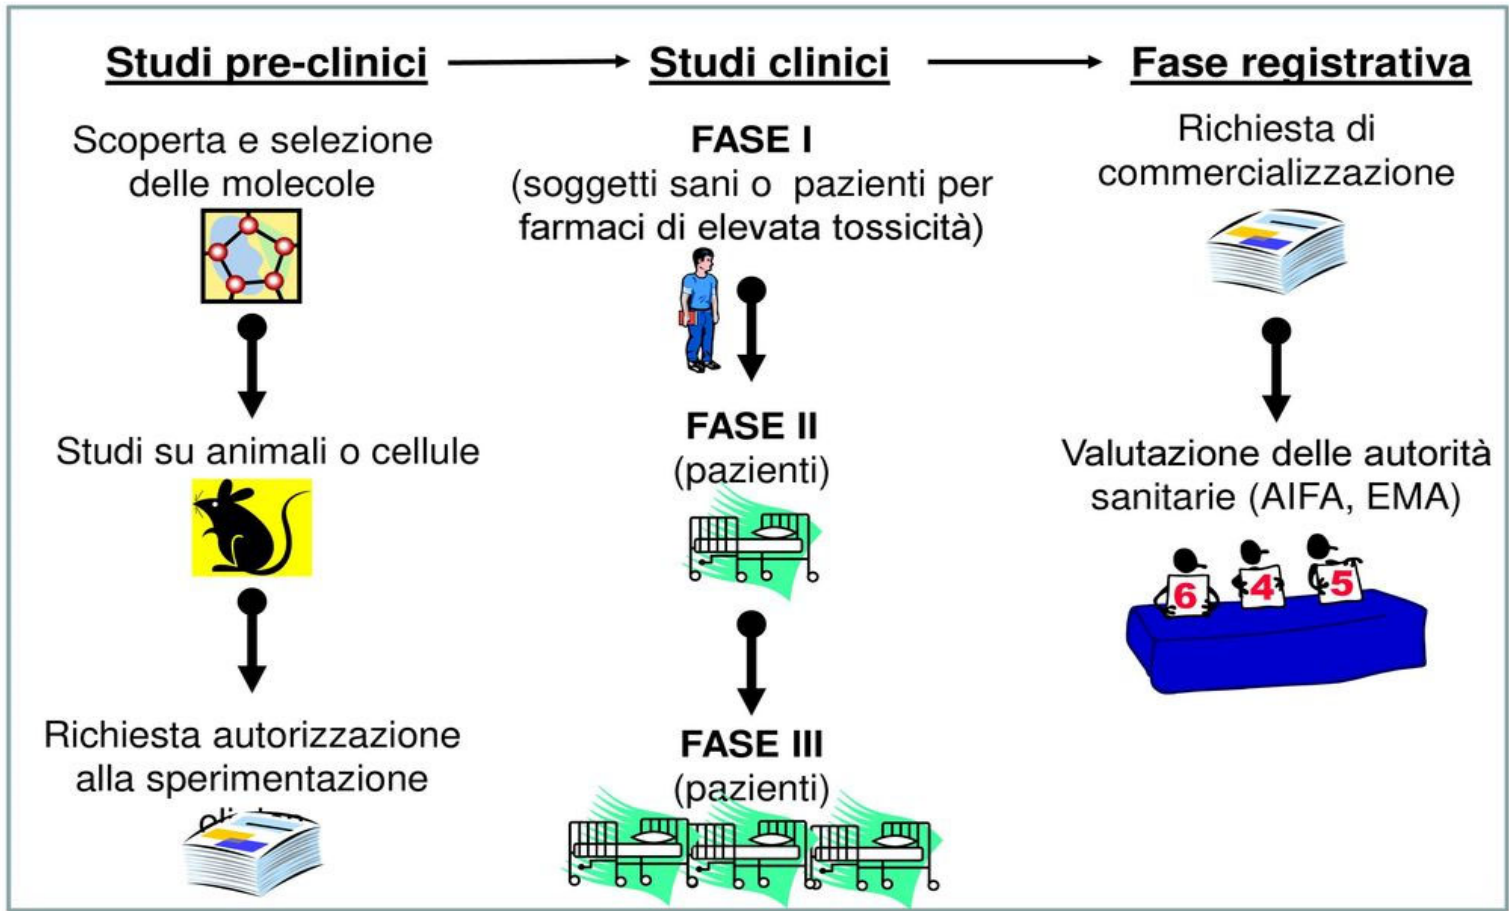 Studi pre-clinici
Scoperta e selezione
delle molecole
Studi su animali o cellule
Richiesta autorizzazione
alla sperimentazione
Studi clinici
FASE I
(soggetti sani o pazienti per
farmaci di elevata tossicità)
FASE II
(pazienti)
FASE III
(pazienti)
Fase registrativa
Richiesta di
commercializzazione
Valutazione delle autorità
sanitarie (AIFA, EMA)
6 4 5